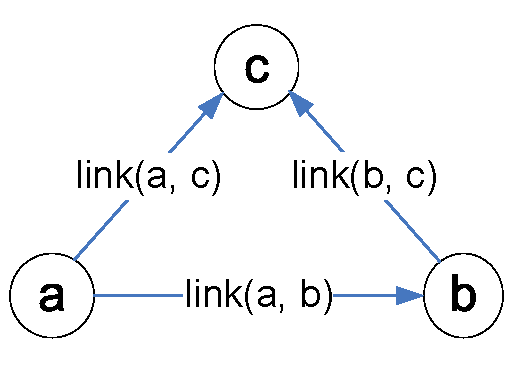 c
link(a, c)
link(b, c)
a
link(a, b)
b